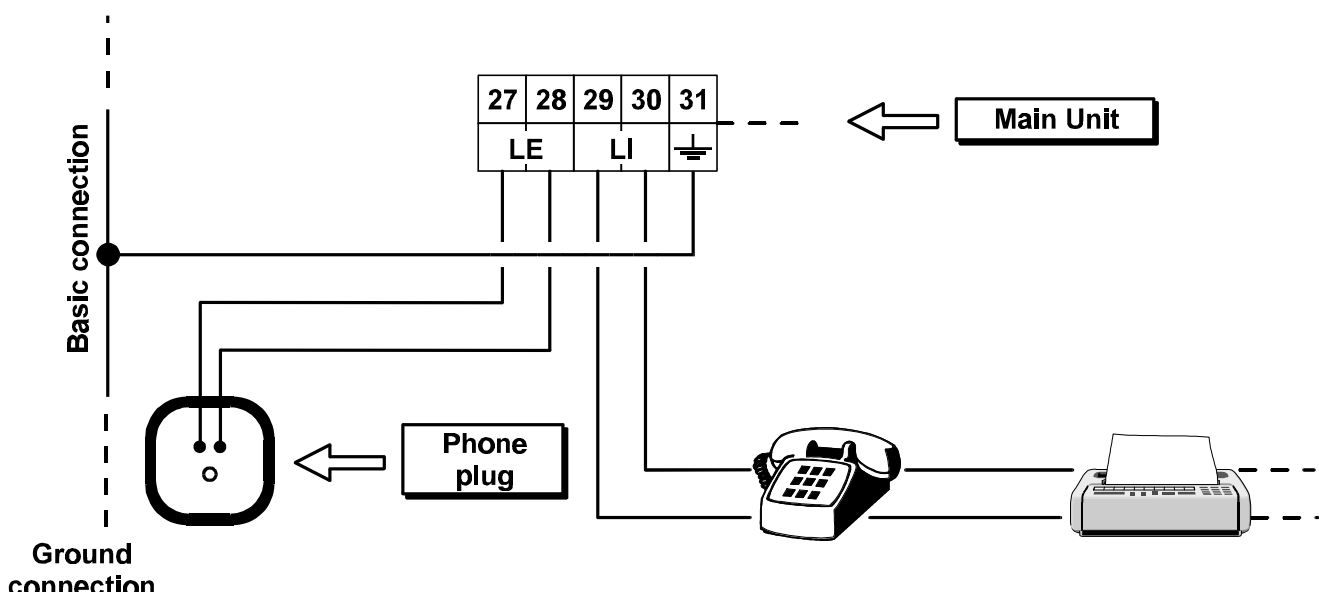 27 28 29 30 31
LE LI
Main Unit
Basic connection
Phone
plug
Ground
connection